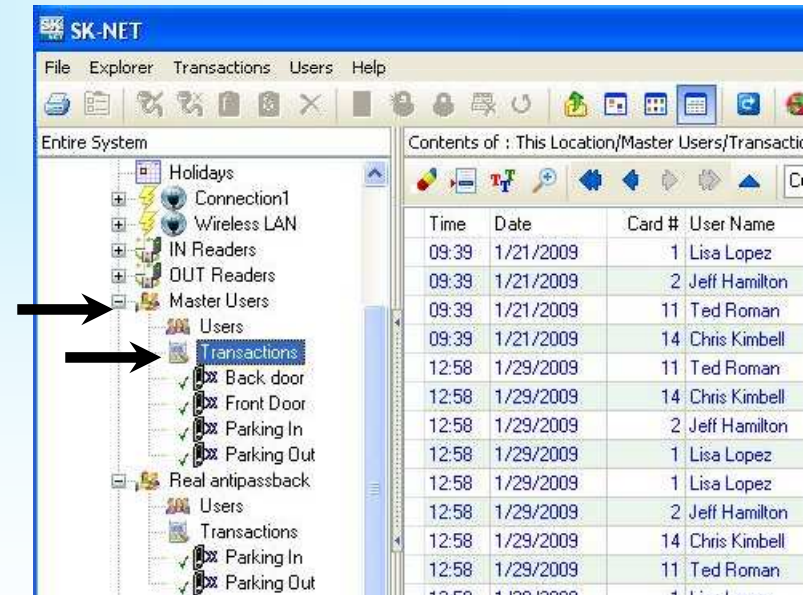 SK-NET
File Explorer Transactions Users Help
Entire System
Holidays
Connection1
Wireless LAN
IN Readers
OUT Readers
Master Users
Users
Transactions
Back door
Front Door
Parking In
Parking Out
Real antipassback
Users
Transactions
Parking In
Parking Out
Contents of : This Location/Master Users/Transactio
Time Date Card # User Name
09:39 1/21/2009 1 Lisa Lopez
09:39 1/21/2009 2 Jeff Hamilton
09:39 1/21/2009 11 Ted Roman
09:39 1/21/2009 14 Chris Kimbell
12:58 1/29/2009 11 Ted Roman
12:58 1/29/2009 14 Chris Kimbell
12:58 1/29/2009 2 Jeff Hamilton
12:58 1/29/2009 1 Lisa Lopez
12:58 1/29/2009 1 Lisa Lopez
12:58 1/29/2009 2 Jeff Hamilton
12:58 1/29/2009 14 Chris Kimbell
12:58 1/29/2009 11 Ted Roman